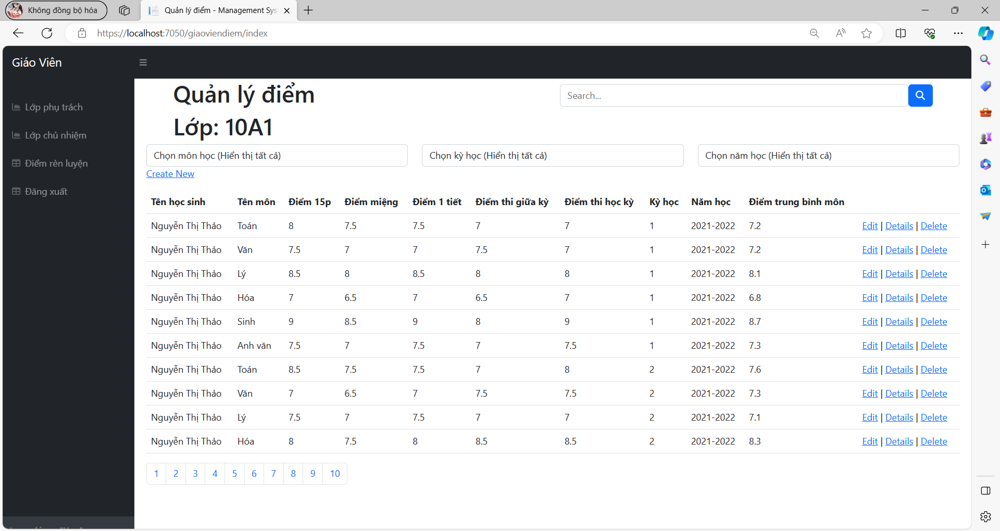 Không đồng bộ hóa
Quản lý điểm - Management Sys
https://localhost:7050/giaoviendiem/index
Giáo Viên
Lớp phụ trách
Lớp chủ nhiệm
Điểm rèn luyện
Đăng xuất
Quản lý điểm
Search...
Lớp: 10A1
Chọn môn học (Hiển thị tất cả) Chọn kỳ học (Hiển thị tất cả) Chọn năm học (Hiển thị tất cả)
Create New
Tên học sinh Tên môn Điểm 15p Điểm miệng Điểm 1 tiết Điểm thi giữa kỳ Điểm thi học kỳ Kỳ học Năm học Điểm trung bình môn
Nguyễn Thị Thảo Toán 8 7.5 7.5 7 7 1 2021-2022 7.2 Edit | Details | Delete
Nguyễn Thị Thảo Văn 7.5 7 7 7.5 7 1 2021-2022 7.2 Edit | Details | Delete
Nguyễn Thị Thảo Lý 8.5 8 8.5 8 8 1 2021-2022 8.1 Edit | Details | Delete
Nguyễn Thị Thảo Hóa 7 6.5 7 6.5 7 1 2021-2022 6.8 Edit | Details | Delete
Nguyễn Thị Thảo Sinh 9 8.5 9 8 9 1 2021-2022 8.7 Edit | Details | Delete
Nguyễn Thị Thảo Anh văn 7.5 7 7.5 7 7.5 1 2021-2022 7.3 Edit | Details | Delete
Nguyễn Thị Thảo Toán 8.5 7.5 7.5 7 8 2 2021-2022 7.6 Edit | Details | Delete
Nguyễn Thị Thảo Văn 7 6.5 7 7.5 7.5 2 2021-2022 7.3 Edit | Details | Delete
Nguyễn Thị Thảo Lý 7.5 7 7.5 7 7 2 2021-2022 7.1 Edit | Details | Delete
Nguyễn Thị Thảo Hóa 8 7.5 8 8.5 8.5 2 2021-2022 8.3 Edit | Details | Delete
1 2 3 4 5 6 7 8 9 10